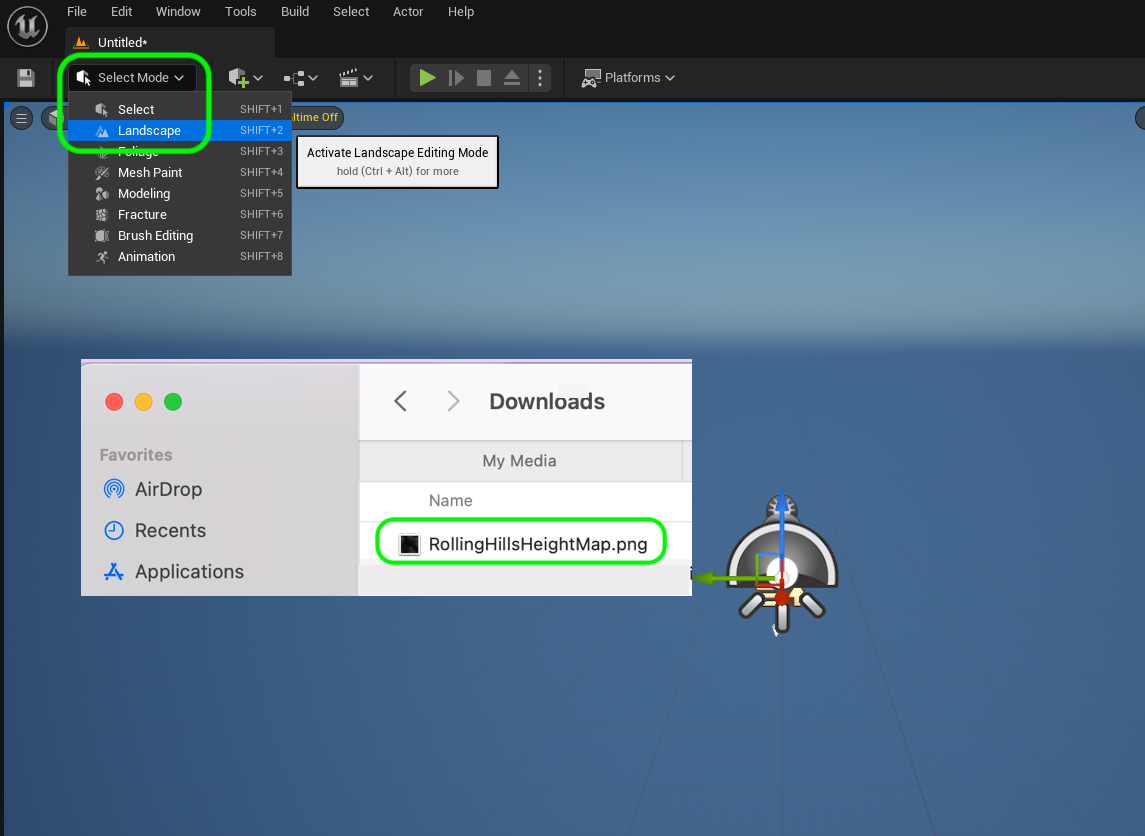 File Edit Window Tools Build Select Actor Help
Untitled*
Select Mode
Platforms
Select SHIFT+1
Landscape SHIFT+2
Foliage SHIFT+3
Mesh Paint SHIFT+4
Modeling SHIFT+5
Fracture SHIFT+6
Brush Editing SHIFT+7
Animation SHIFT+8
ltime Off
Activate Landscape Editing Mode
hold (Ctrl + Alt) for more
Downloads
Favorites
AirDrop
Recents
Applications
My Media
Name
RollingHillsHeightMap.png